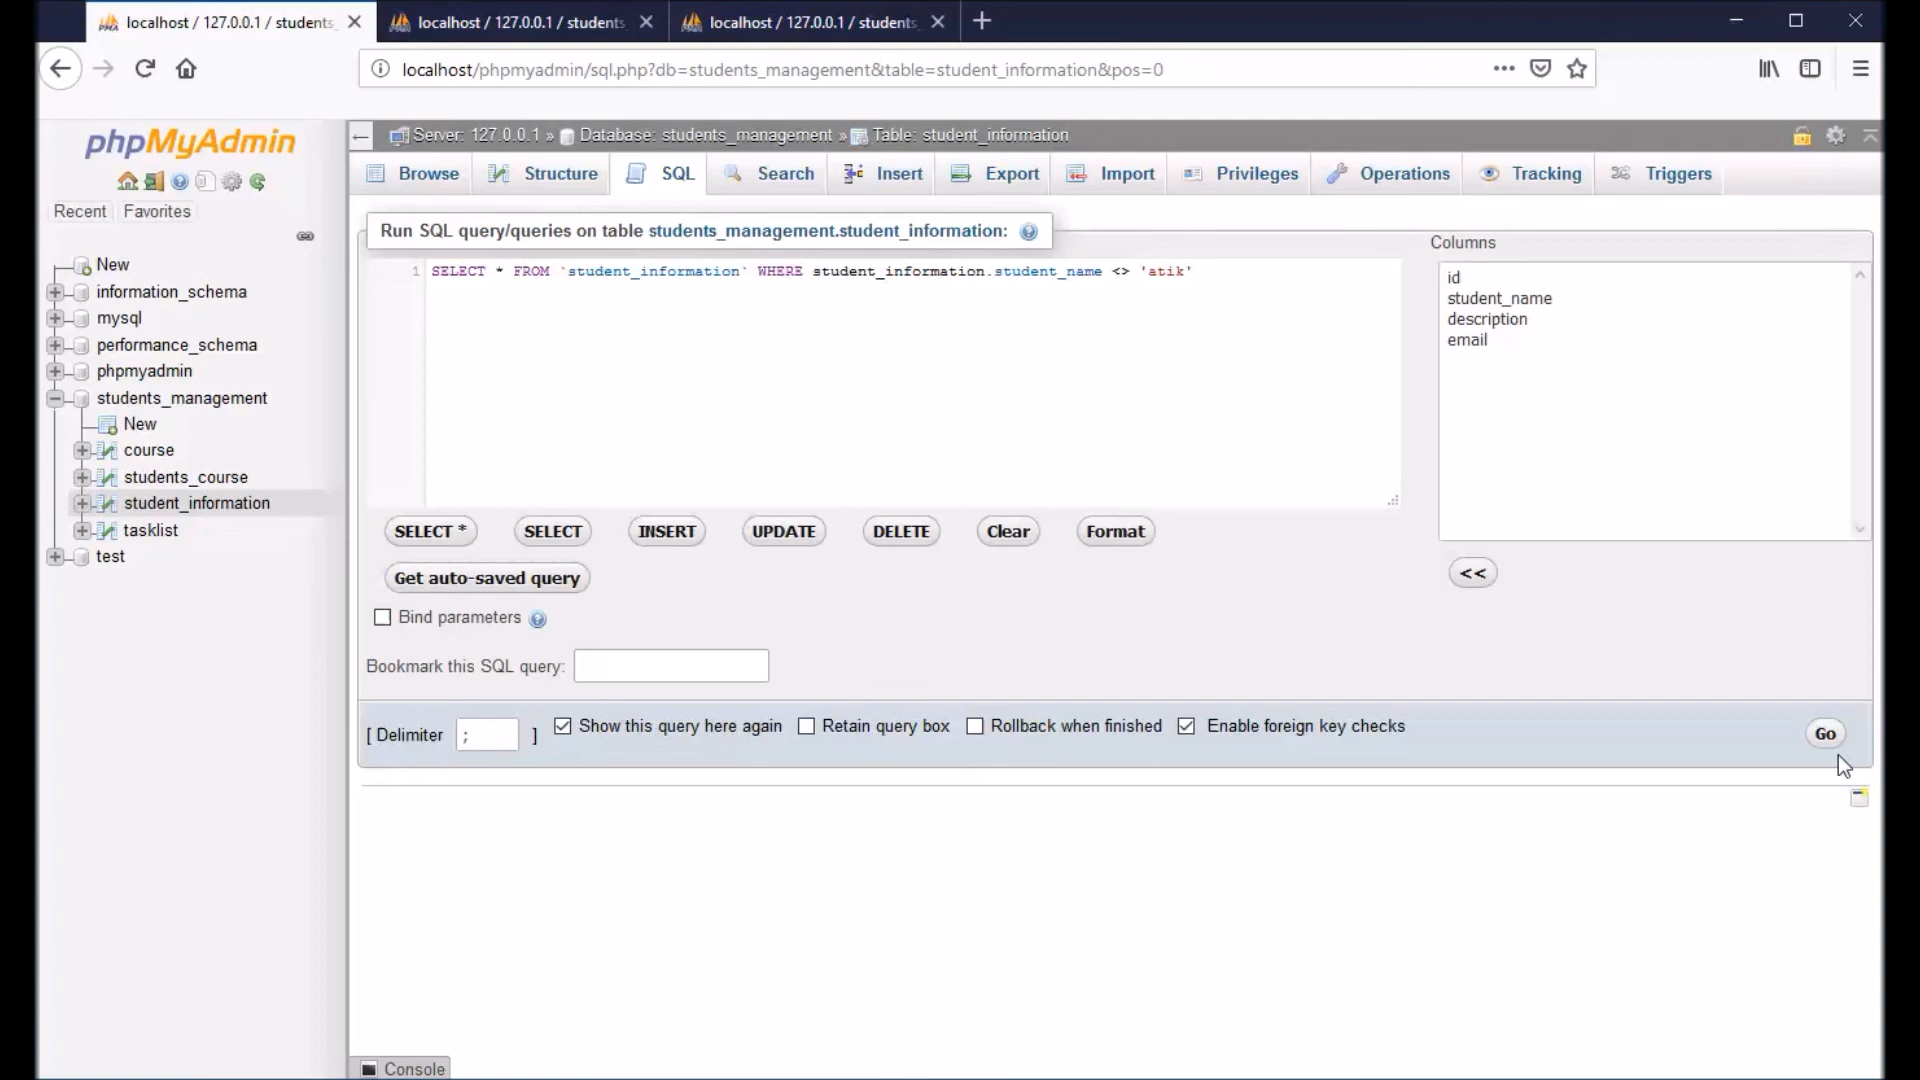 localhost / 127.0.0.1 / students_
localhost / 127.0.0.1 / students_
localhost / 127.0.0.1 / students_
localhost/phpmyadmin/sql.php?db=students_management&table=student_information&pos=0
phpMyAdmin
Recent Favorites
New
information_schema
mysql
performance_schema
phpmyadmin
students_management
New
course
students_course
student_information
tasklist
test
Server: 127.0.0.1 » Database: students_management » Table: student_information
Browse Structure SQL Search Insert Export Import Privileges Operations Tracking Triggers
Run SQL query/queries on table students_management.student_information:
1 SELECT * FROM `student_information` WHERE student_information.student_name <> 'atik'
Columns
id
student_name
description
email
<<
SELECT * SELECT INSERT UPDATE DELETE Clear Format
Get auto-saved query
Bind parameters
Bookmark this SQL query:
[ Delimiter ; ] Show this query here again Retain query box Rollback when finished Enable foreign key checks
Go
Console